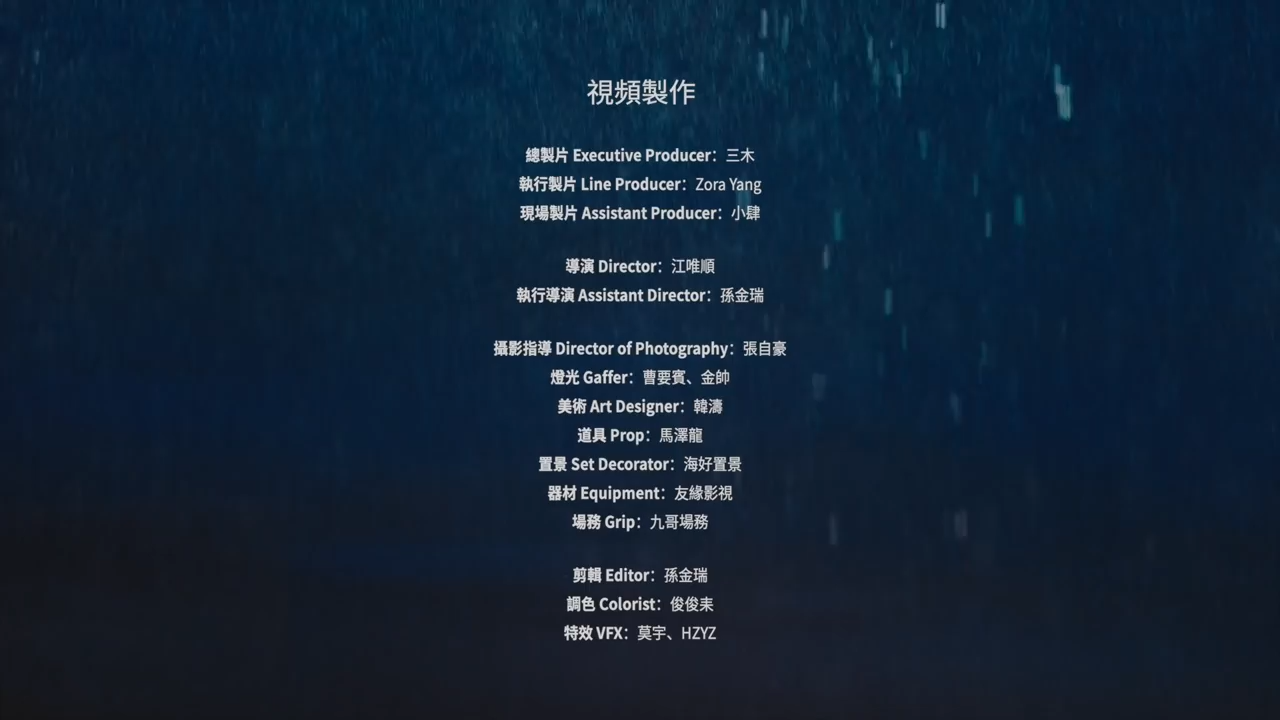 視頻製作
總製片 Executive Producer：三木
執行製片 Line Producer：Zora Yang
現場製片 Assistant Producer：小肆
導演 Director：江唯順
執行導演 Assistant Director：孫金瑞
攝影指導 Director of Photography：張自豪
燈光 Gaffer：曹要賓、金帥
美術 Art Designer：韓濤
道具 Prop：馬澤龍
置景 Set Decorator：海好置景
器材 Equipment：友緣影視
場務 Grip：九哥場務
剪輯 Editor：孫金瑞
調色 Colorist：俊俊耒
特效 VFX：莫宇、HZYZ